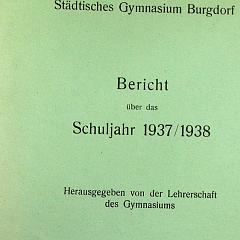 Städtisches Gymnasium Burgdorf
Bericht
über das
Schuljahr 1937/1938
Herausgegeben von der Lehrerschaft
des Gymnasiums